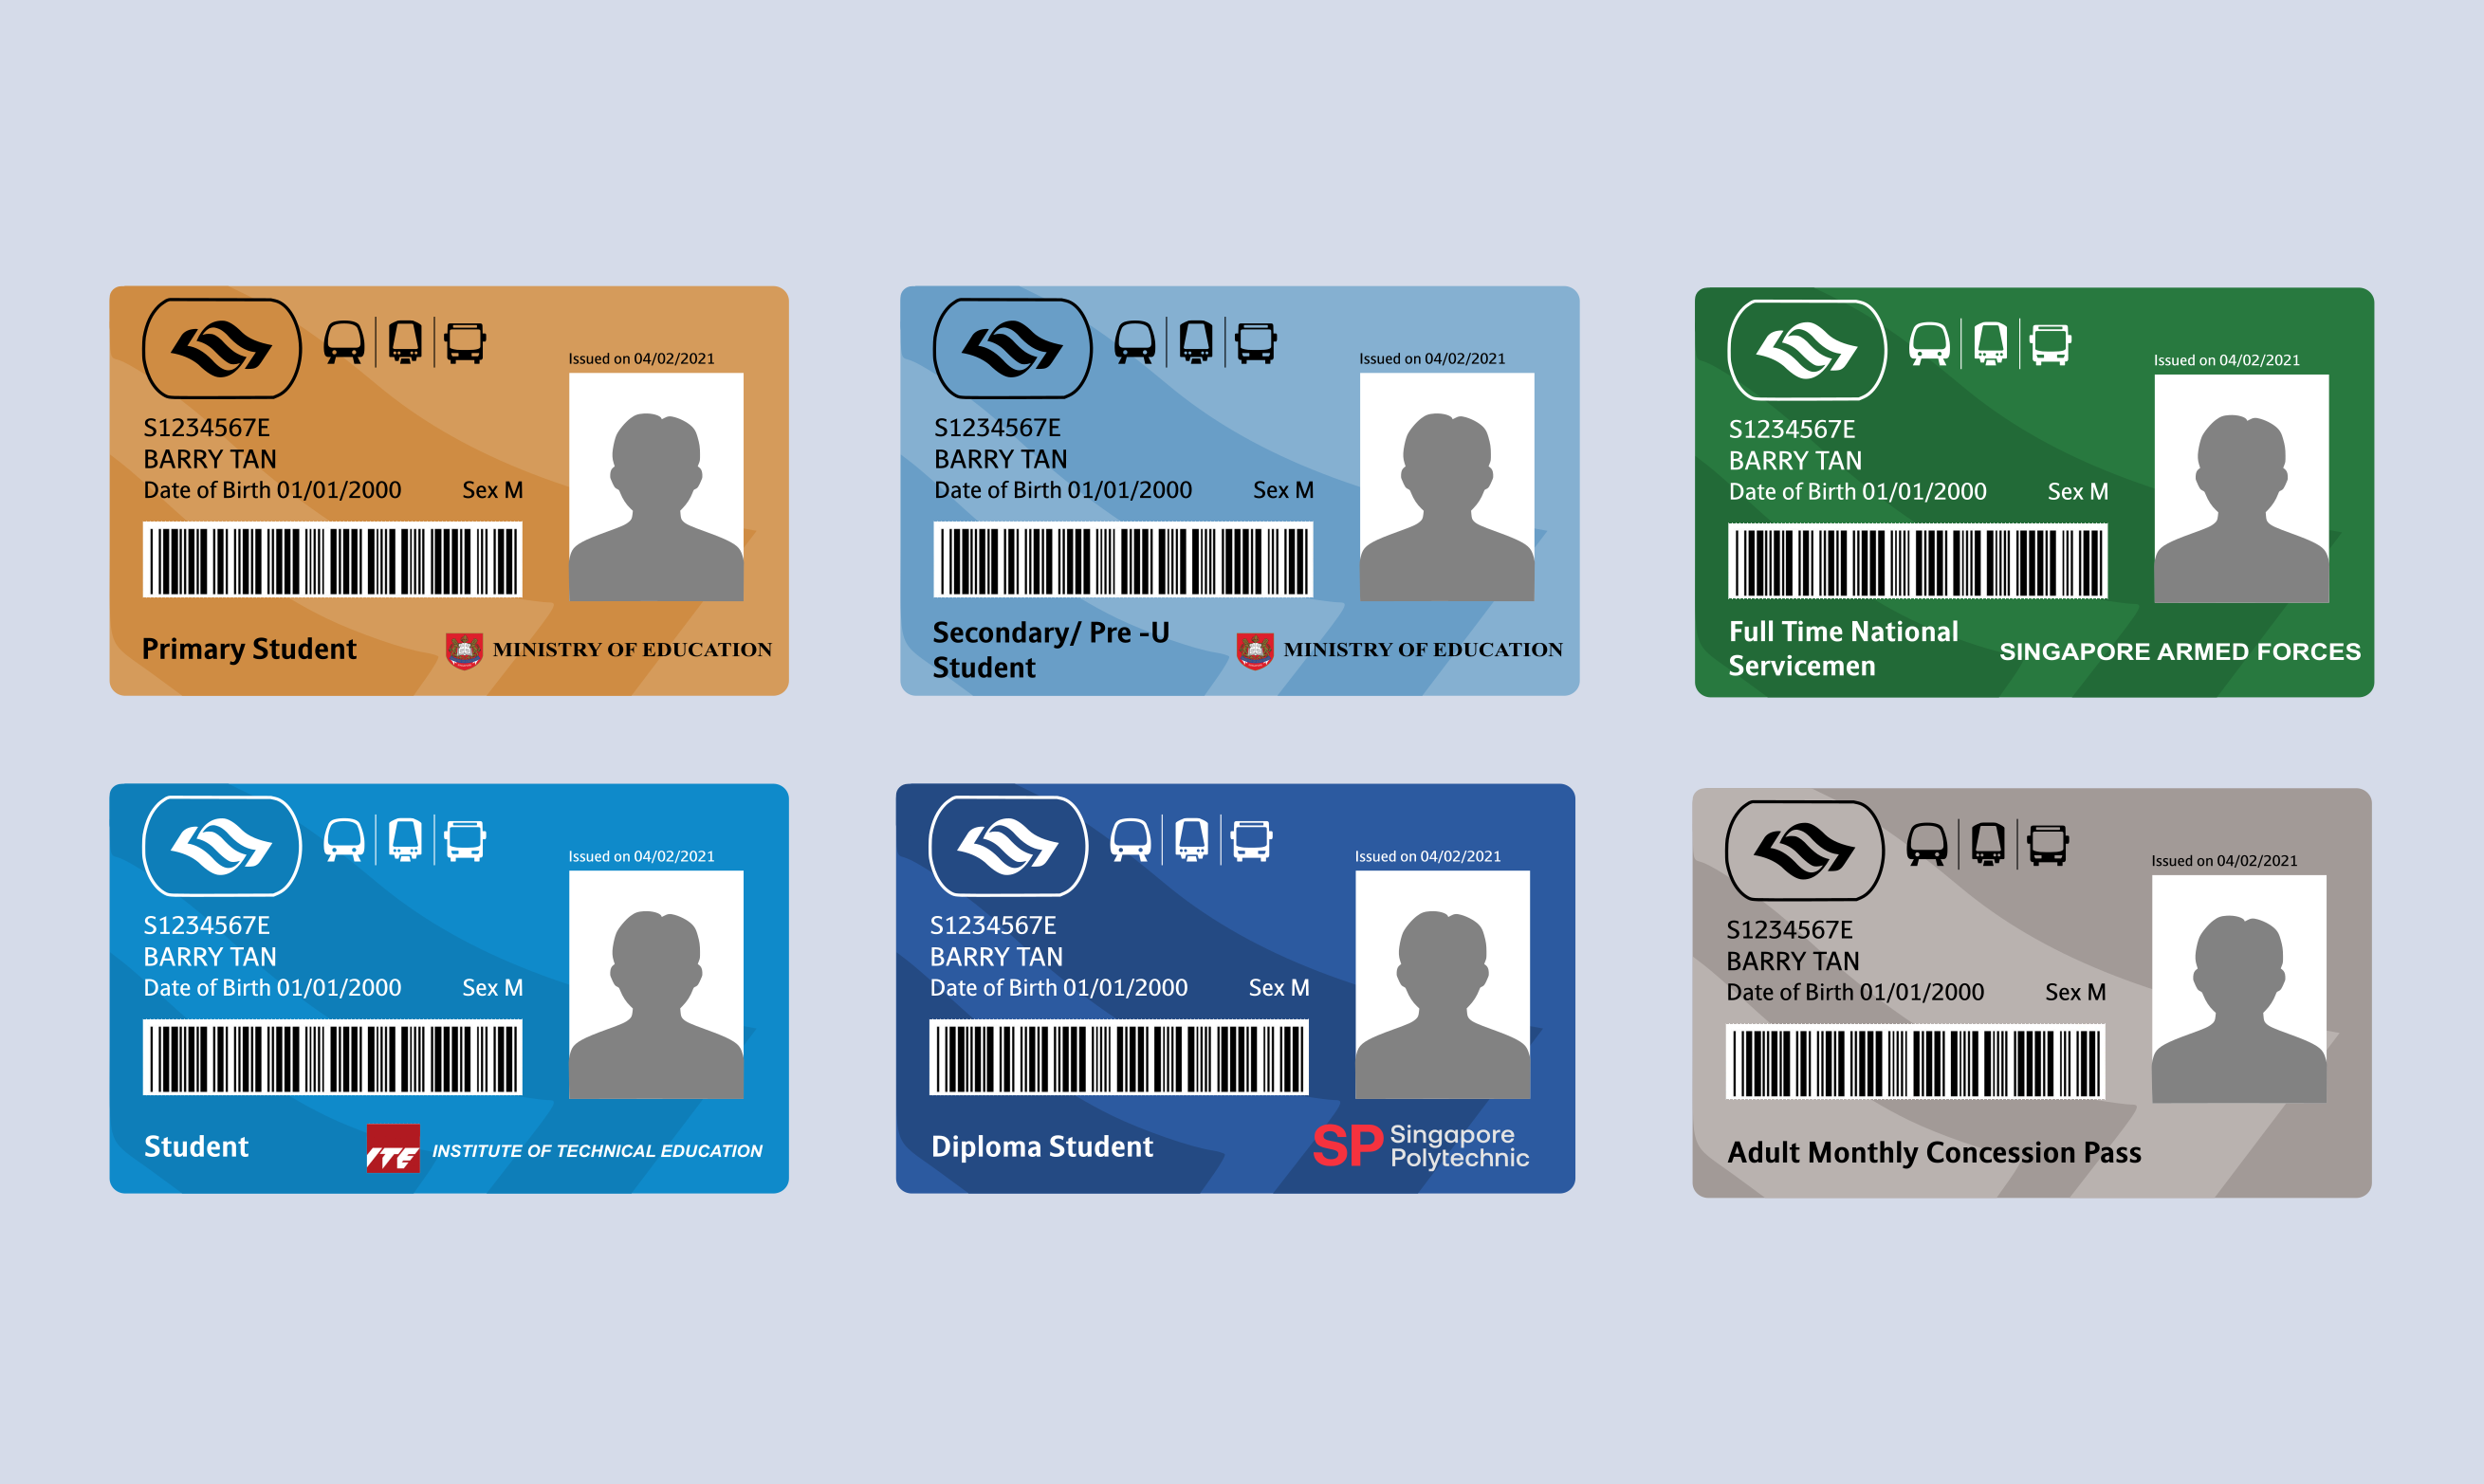 Issued on 04/02/2021
S1234567E
BARRY TAN
Date of Birth 01/01/2000 Sex M
Primary Student
MINISTRY OF EDUCATION
Issued on 04/02/2021
S1234567E
BARRY TAN
Date of Birth 01/01/2000 Sex M
Secondary/ Pre -U
Student
MINISTRY OF EDUCATION
Issued on 04/02/2021
S1234567E
BARRY TAN
Date of Birth 01/01/2000 Sex M
Full Time National
Servicemen
SINGAPORE ARMED FORCES
Issued on 04/02/2021
S1234567E
BARRY TAN
Date of Birth 01/01/2000 Sex M
Student
ITE INSTITUTE OF TECHNICAL EDUCATION
Issued on 04/02/2021
S1234567E
BARRY TAN
Date of Birth 01/01/2000 Sex M
Diploma Student
SP Singapore
Polytechnic
Issued on 04/02/2021
S1234567E
BARRY TAN
Date of Birth 01/01/2000 Sex M
Adult Monthly Concession Pass